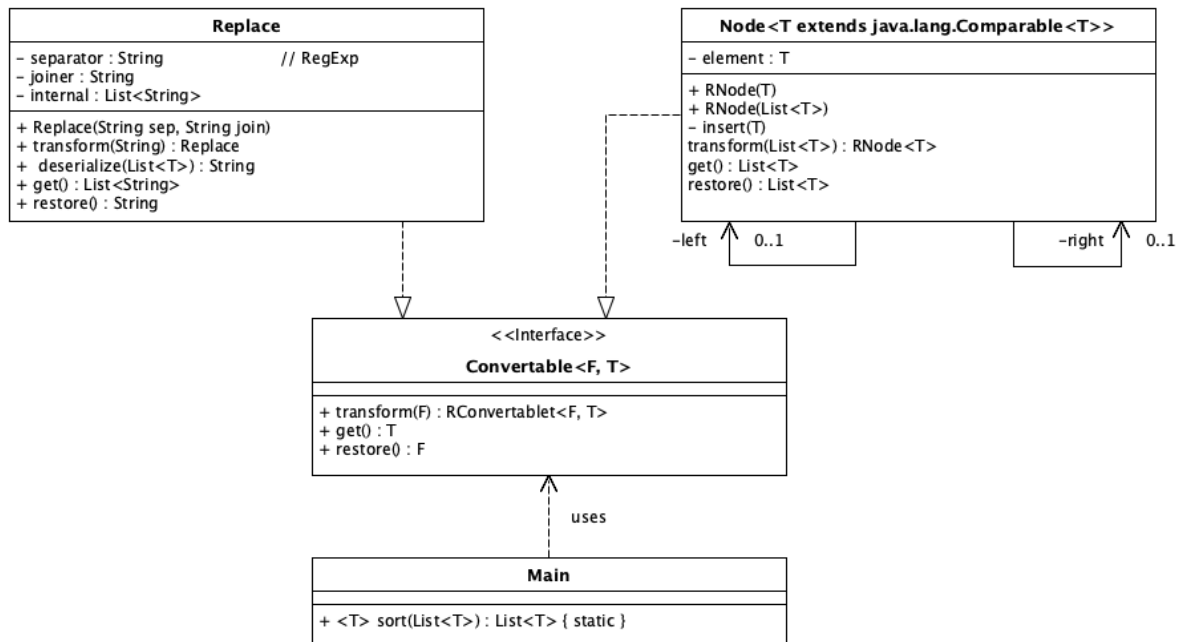 Replace
– separator : String // RegExp
– joiner : String
– internal : List<String>
+ Replace(String sep, String join)
+ transform(String) : Replace
+ deserialize(List<T>) : String
+ get() : List<String>
+ restore() : String
Node<T extends java.lang.Comparable<T>>
– element : T
+ RNode(T)
+ RNode(List<T>)
– insert(T)
transform(List<T>) : RNode<T>
get() : List<T>
restore() : List<T>
–left 0..1
–right 0..1
<<Interface>>
Convertable<F, T>
+ transform(F) : RConvertablet<F, T>
+ get() : T
+ restore() : F
uses
Main
+ <T> sort(List<T>) : List<T> { static }